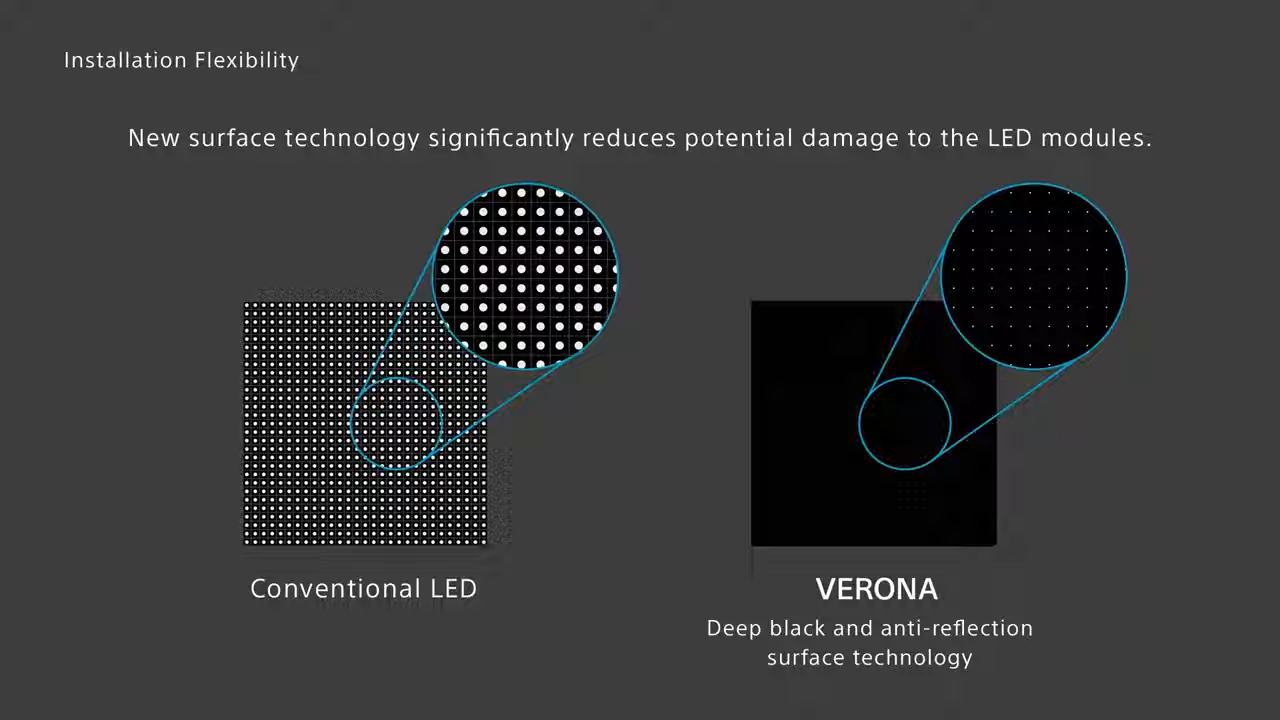 Installation Flexibility
New surface technology significantly reduces potential damage to the LED modules.
Conventional LED
VERONA
Deep black and anti-reflection
surface technology